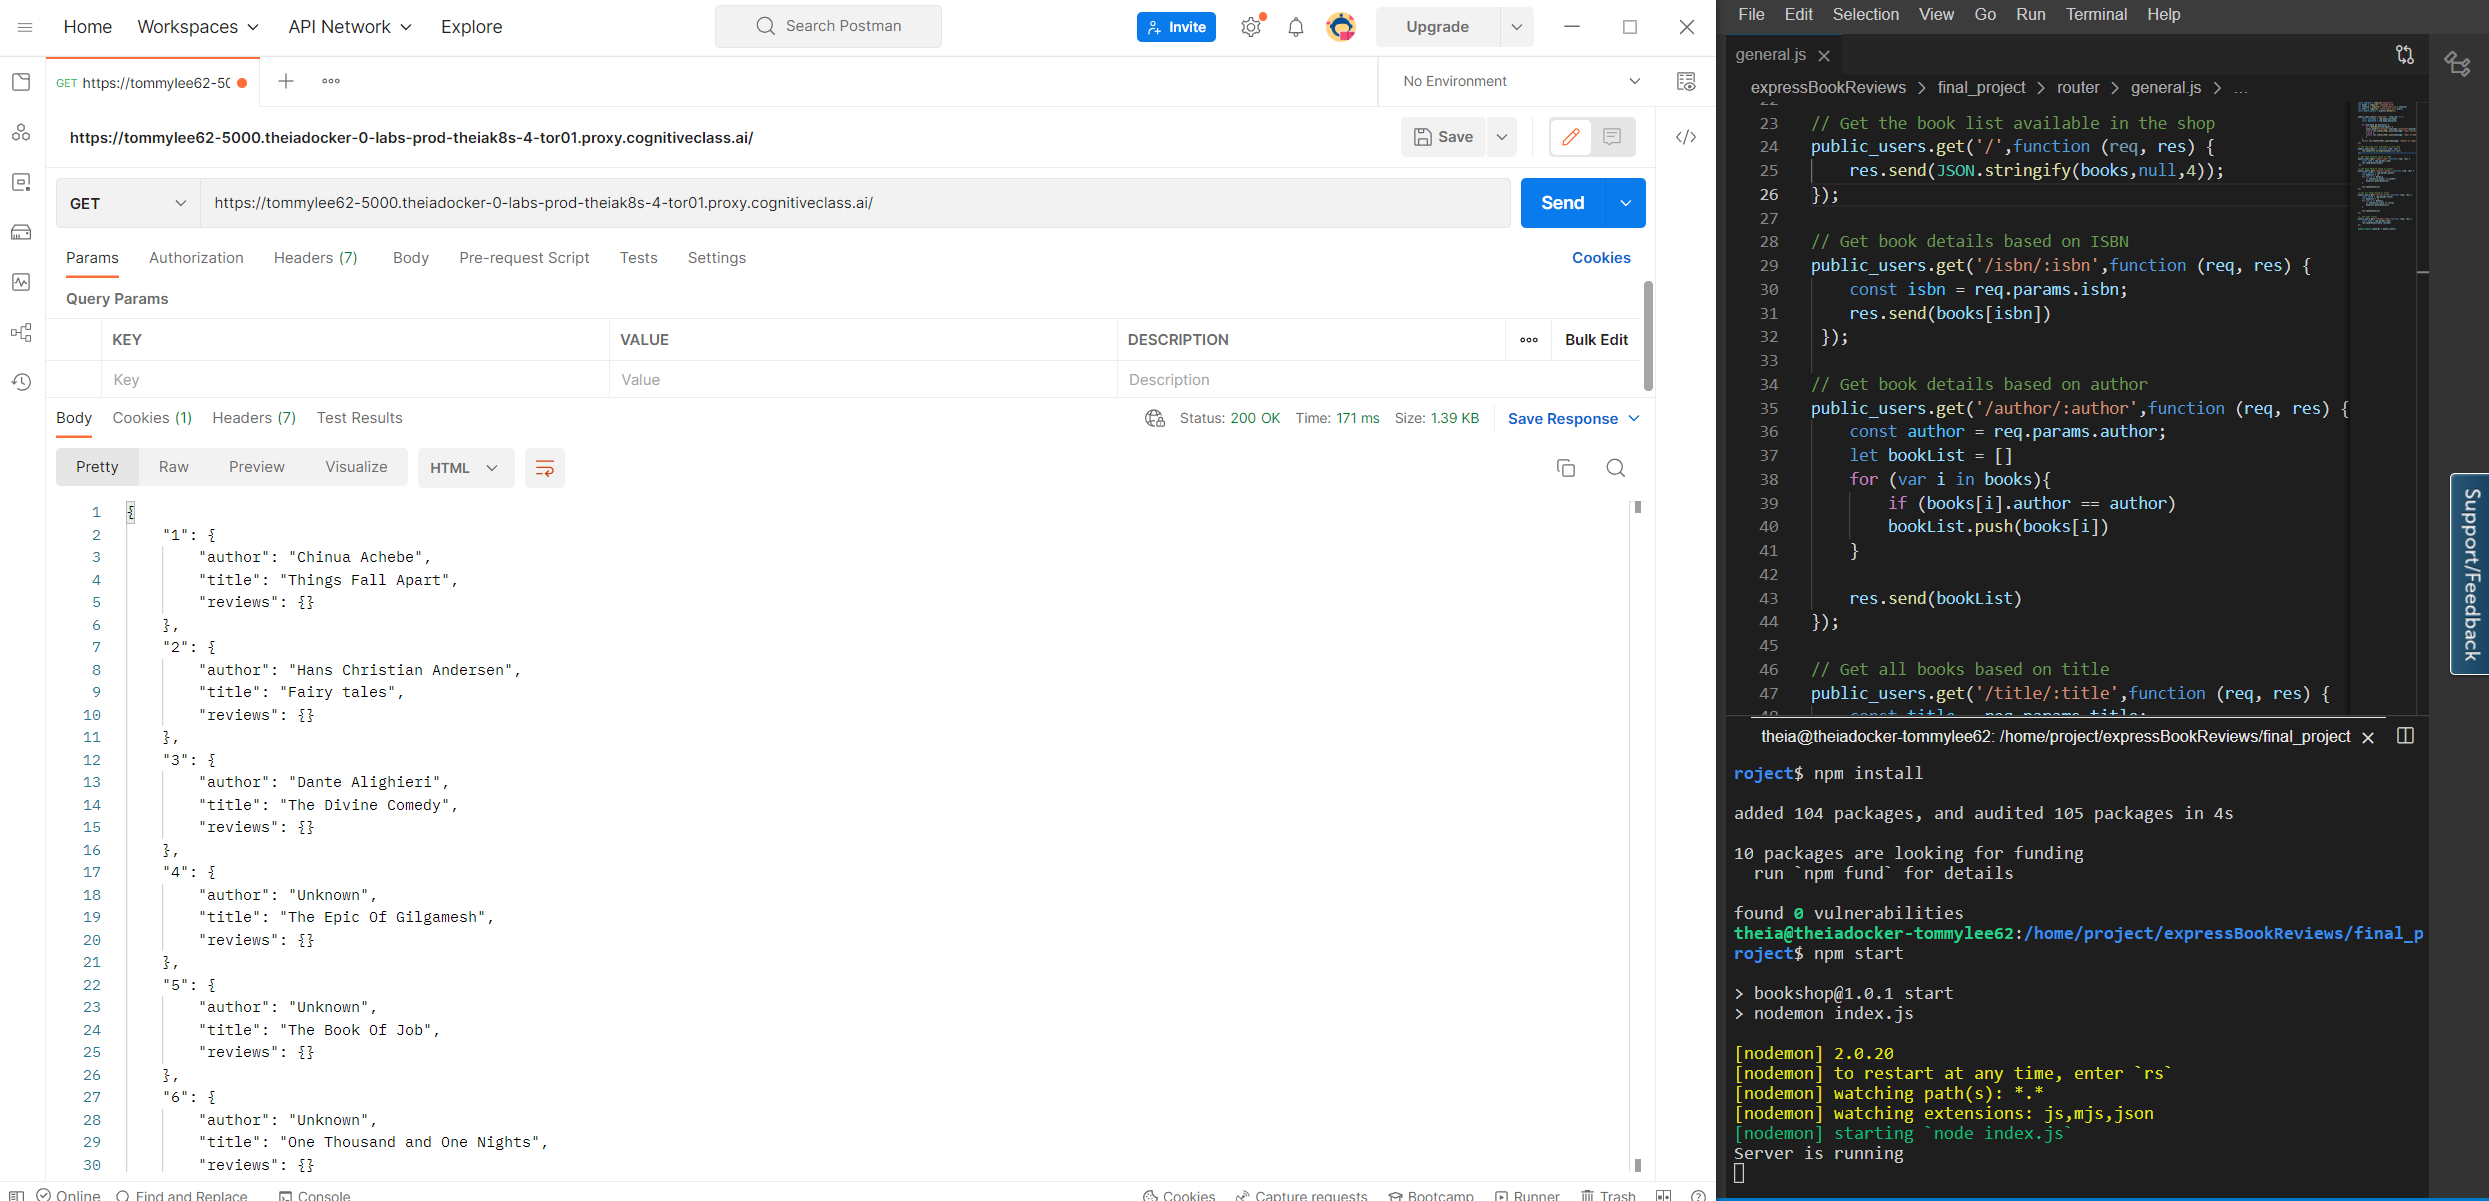 Home Workspaces API Network Explore
Search Postman
Invite
Upgrade
GET https://tommylee62-50
No Environment
https://tommylee62-5000.theiadocker-0-labs-prod-theiak8s-4-tor01.proxy.cognitiveclass.ai/
Save
GET https://tommylee62-5000.theiadocker-0-labs-prod-theiak8s-4-tor01.proxy.cognitiveclass.ai/
Send
Params Authorization Headers (7) Body Pre-request Script Tests Settings Cookies
Query Params
KEY VALUE DESCRIPTION Bulk Edit
Key Value Description
Body Cookies (1) Headers (7) Test Results Status: 200 OK Time: 171 ms Size: 1.39 KB Save Response
Pretty Raw Preview Visualize HTML
1 {
2 "1": {
3 "author": "Chinua Achebe",
4 "title": "Things Fall Apart",
5 "reviews": {}
6 },
7 "2": {
8 "author": "Hans Christian Andersen",
9 "title": "Fairy tales",
10 "reviews": {}
11 },
12 "3": {
13 "author": "Dante Alighieri",
14 "title": "The Divine Comedy",
15 "reviews": {}
16 },
17 "4": {
18 "author": "Unknown",
19 "title": "The Epic Of Gilgamesh",
20 "reviews": {}
21 },
22 "5": {
23 "author": "Unknown",
24 "title": "The Book Of Job",
25 "reviews": {}
26 },
27 "6": {
28 "author": "Unknown",
29 "title": "One Thousand and One Nights",
30 "reviews": {}
Online Find and Replace Console Cookies Capture requests Bootcamp Runner Trash
File Edit Selection View Go Run Terminal Help
general.js
expressBookReviews > final_project > router > general.js > ...
22
23 // Get the book list available in the shop
24 public_users.get('/',function (req, res) {
25 res.send(JSON.stringify(books,null,4));
26 });
27
28 // Get book details based on ISBN
29 public_users.get('/isbn/:isbn',function (req, res) {
30 const isbn = req.params.isbn;
31 res.send(books[isbn])
32 });
33
34 // Get book details based on author
35 public_users.get('/author/:author',function (req, res) {
36 const author = req.params.author;
37 let bookList = []
38 for (var i in books){
39 if (books[i].author == author)
40 bookList.push(books[i])
41 }
42
43 res.send(bookList)
44 });
45
46 // Get all books based on title
47 public_users.get('/title/:title',function (req, res) {
48 const title = req.params.title;
theia@theiadocker-tommylee62: /home/project/expressBookReviews/final_project
roject$ npm install
added 104 packages, and audited 105 packages in 4s
10 packages are looking for funding
run `npm fund` for details
found 0 vulnerabilities
theia@theiadocker-tommylee62:/home/project/expressBookReviews/final_p
roject$ npm start
> bookshop@1.0.1 start
> nodemon index.js
[nodemon] 2.0.20
[nodemon] to restart at any time, enter `rs`
[nodemon] watching path(s): *.*
[nodemon] watching extensions: js,mjs,json
[nodemon] starting `node index.js`
Server is running
Support/Feedback